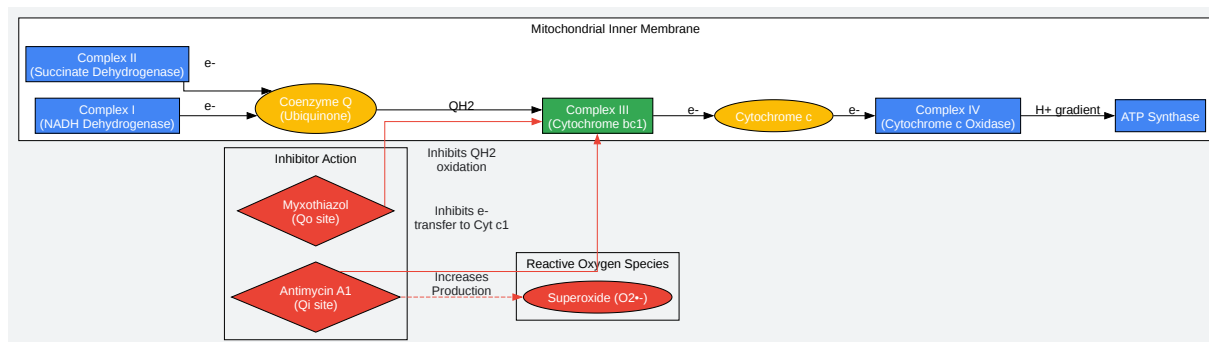 Mitochondrial Inner Membrane
Complex II
(Succinate Dehydrogenase)
e-
Complex I
(NADH Dehydrogenase)
e-
Coenzyme Q
(Ubiquinone)
QH2
Complex III
(Cytochrome bc1)
e-
Cytochrome c
e-
Complex IV
(Cytochrome c Oxidase)
H+ gradient
ATP Synthase
Inhibitor Action
Myxothiazol
(Qo site)
Inhibits QH2
oxidation
Inhibits e-
transfer to Cyt c1
Antimycin A1
(Qi site)
Increases
Production
Reactive Oxygen Species
Superoxide (O2•-)